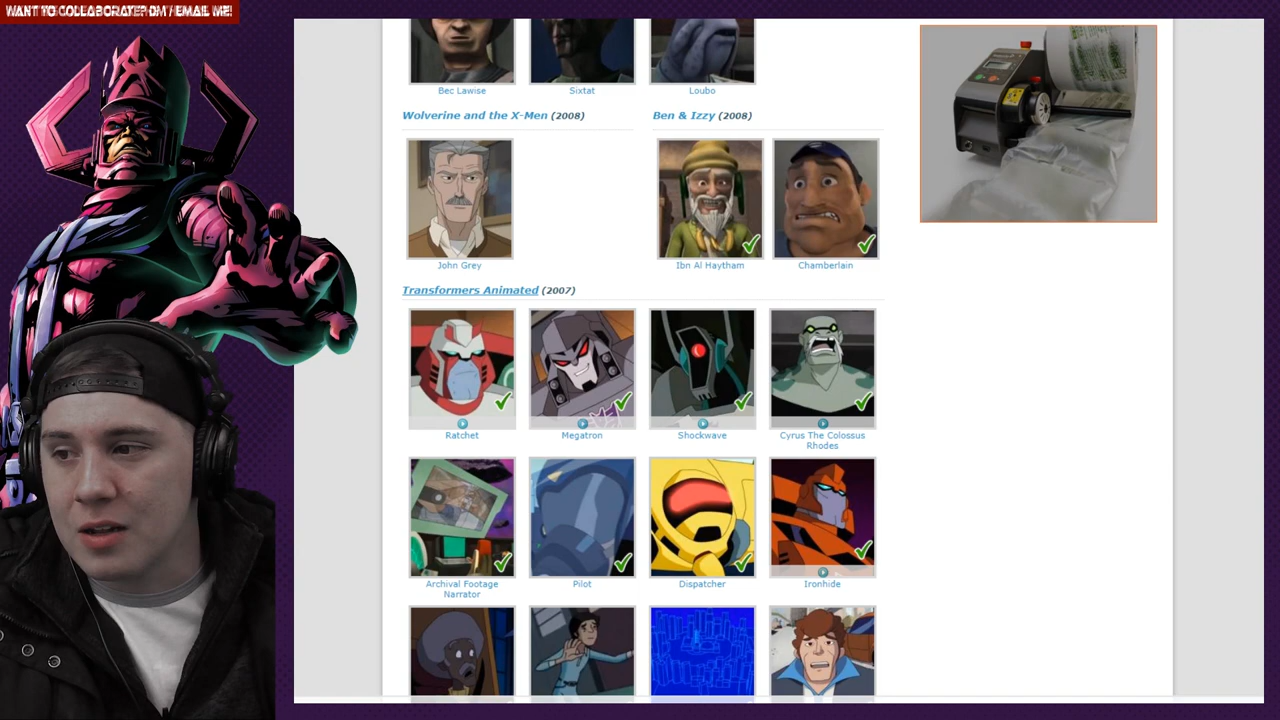 WANT TO COLLABORATE? DM / EMAIL ME!
Bec Lawise
Sixtat
Loubo
Wolverine and the X-Men (2008)
Ben & Izzy (2008)
John Grey
Ibn Al Haytham
Chamberlain
Transformers Animated (2007)
Ratchet
Megatron
Shockwave
Cyrus The Colossus
Rhodes
Archival Footage
Narrator
Pilot
Dispatcher
Ironhide